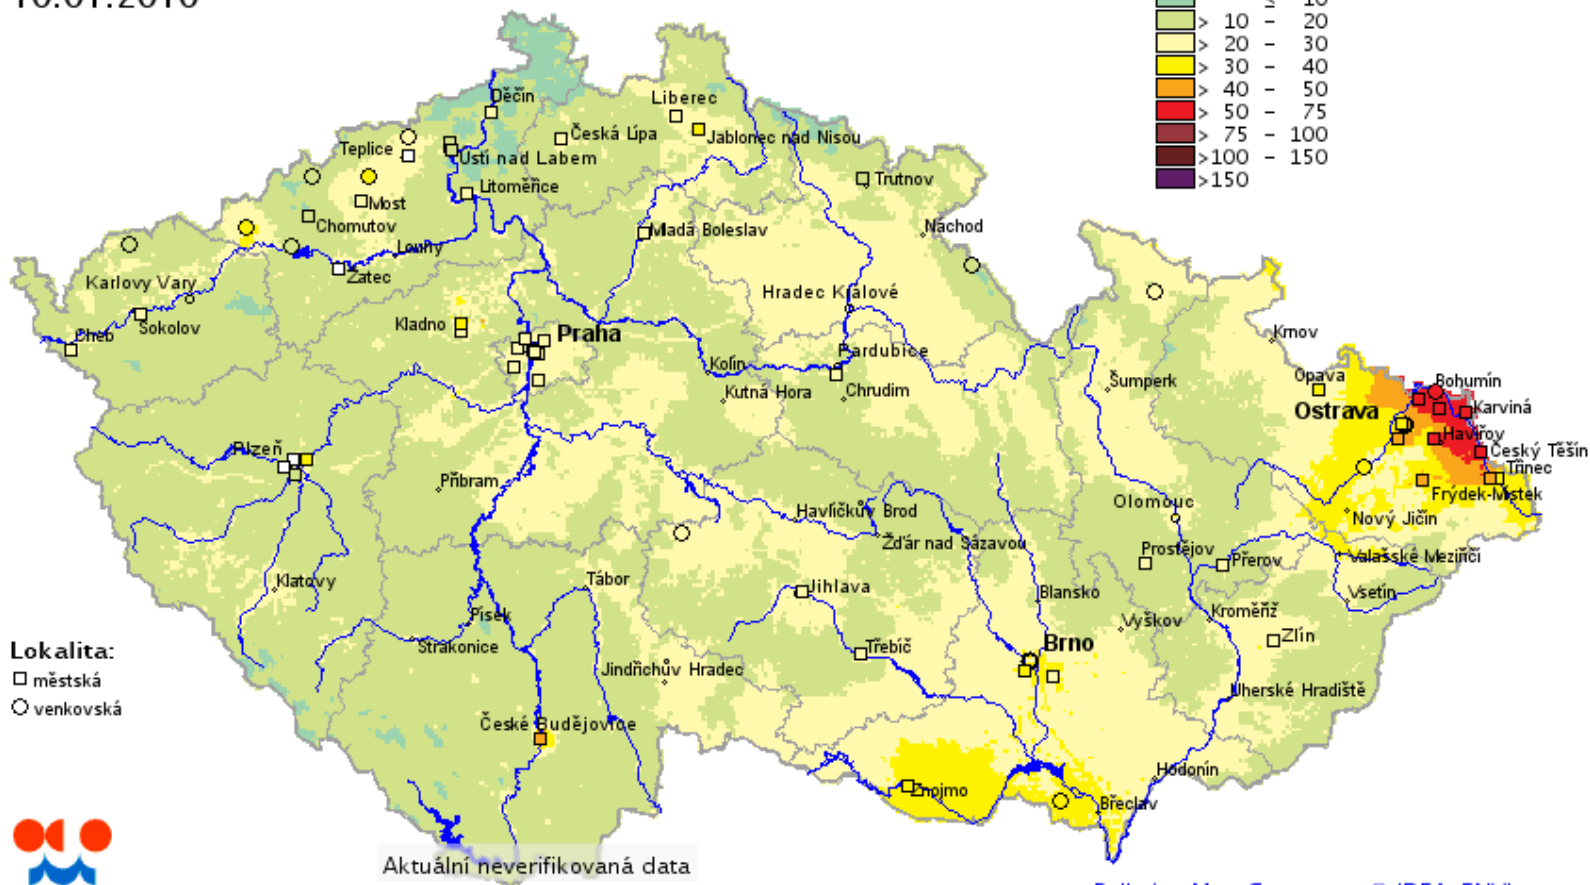 > 10 - 20
> 20 - 30
> 30 - 40
> 40 - 50
> 50 - 75
> 75 - 100
>100 - 150
>150
Děčín
Liberec
Česká Lípa
Jablonec nad Nisou
Teplice
Ústí nad Labem
Litoměřice
Trutnov
Most
Chomutov
Náchod
Mladá Boleslav
Louny
Žatec
Karlovy Vary
Hradec Králové
Sokolov
Kladno
Praha
Cheb
Krnov
Pardubice
Kolín
Kutná Hora
Chrudim
Šumperk
Opava
Bohumín
Ostrava
Karviná
Havířov
Český Těšín
Třinec
Plzeň
Příbram
Frýdek-Místek
Olomouc
Havlíčkův Brod
Nový Jičín
Žďár nad Sázavou
Prostějov
Přerov
Valašské Meziříčí
Klatovy
Tábor
Jihlava
Blansko
Vsetín
Písek
Kroměříž
Vyškov
Zlín
Strakonice
Třebíč
Brno
Lokalita:
městská
venkovská
Jindřichův Hradec
Uherské Hradiště
České Budějovice
Hodonín
Znojmo
Břeclav
Aktuální neverifikovaná data